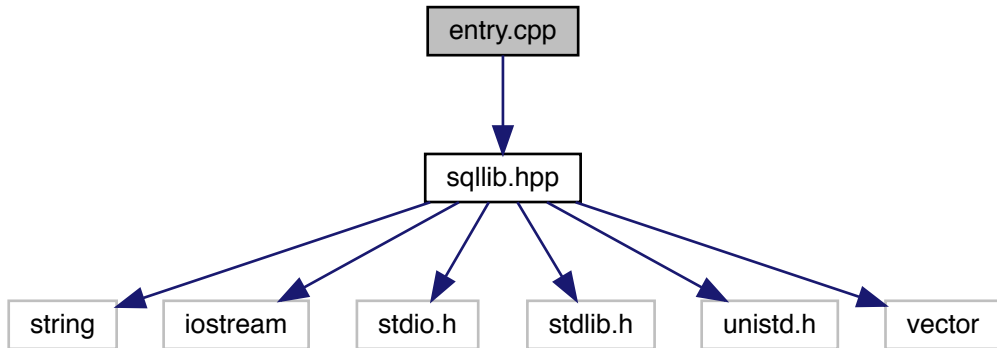 entry.cpp
sqllib.hpp
string
iostream
stdio.h
stdlib.h
unistd.h
vector